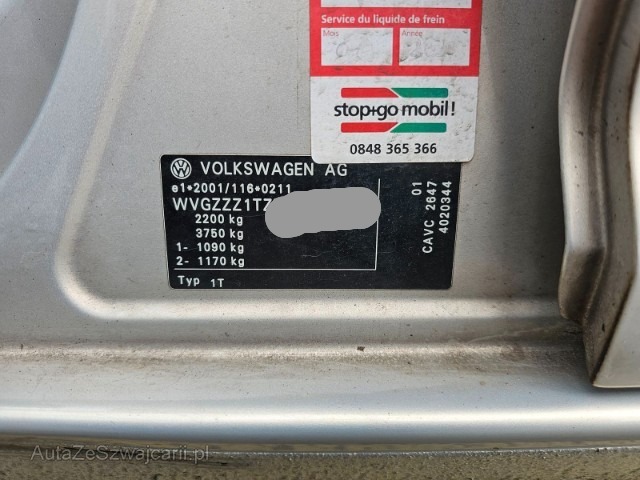 Service du liquide de frein
Mois
Année
stop+go mobil!
0848 365 366
VOLKSWAGEN AG
e1*2001/116*0211
WVGZZZ1TZ
2200 kg
3750 kg
1- 1090 kg
2- 1170 kg
Typ 1T
01
CAVC 2647
4020344
AutaZeSzwajcarii.pl